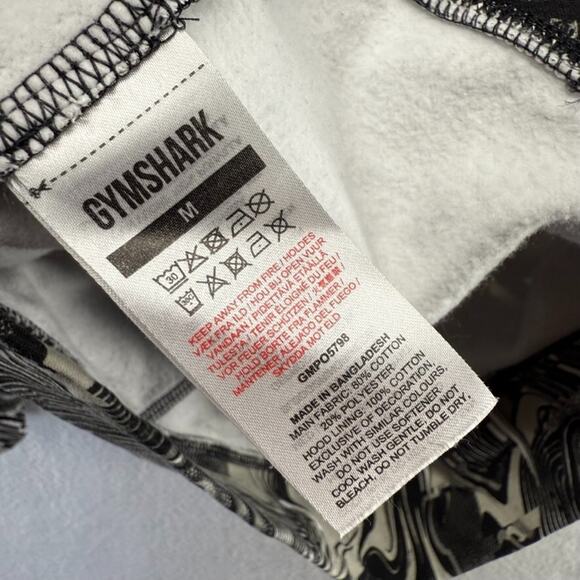 GYMSHARK
M
30
KEEP AWAY FROM FIRE / HOLDES
VÆK FRA ILD / HOU BIJ OPEN VUUR
VANDAAN / PIDETTÄVÄ ETÄÄLLÄ
TULESTA / TENIR ÉLOIGNÉ DU FEU /
VOR FEUER SCHÜTZEN /
HOLD BORTE FRA FLAMMER /
MANTENER ALEJADO DEL FUEGO /
SKYDDA MOT ELD
GMPO5798
MADE IN BANGLADESH
MAIN FABRIC: 80% COTTON
20% POLYESTER
HOOD LINING: 100% COTTON
EXCLUSIVE OF DECORATION.
WASH WITH SIMILAR COLOURS.
DO NOT USE SOFTENER.
COOL WASH GENTLE. DO NOT
BLEACH. DO NOT TUMBLE DRY.